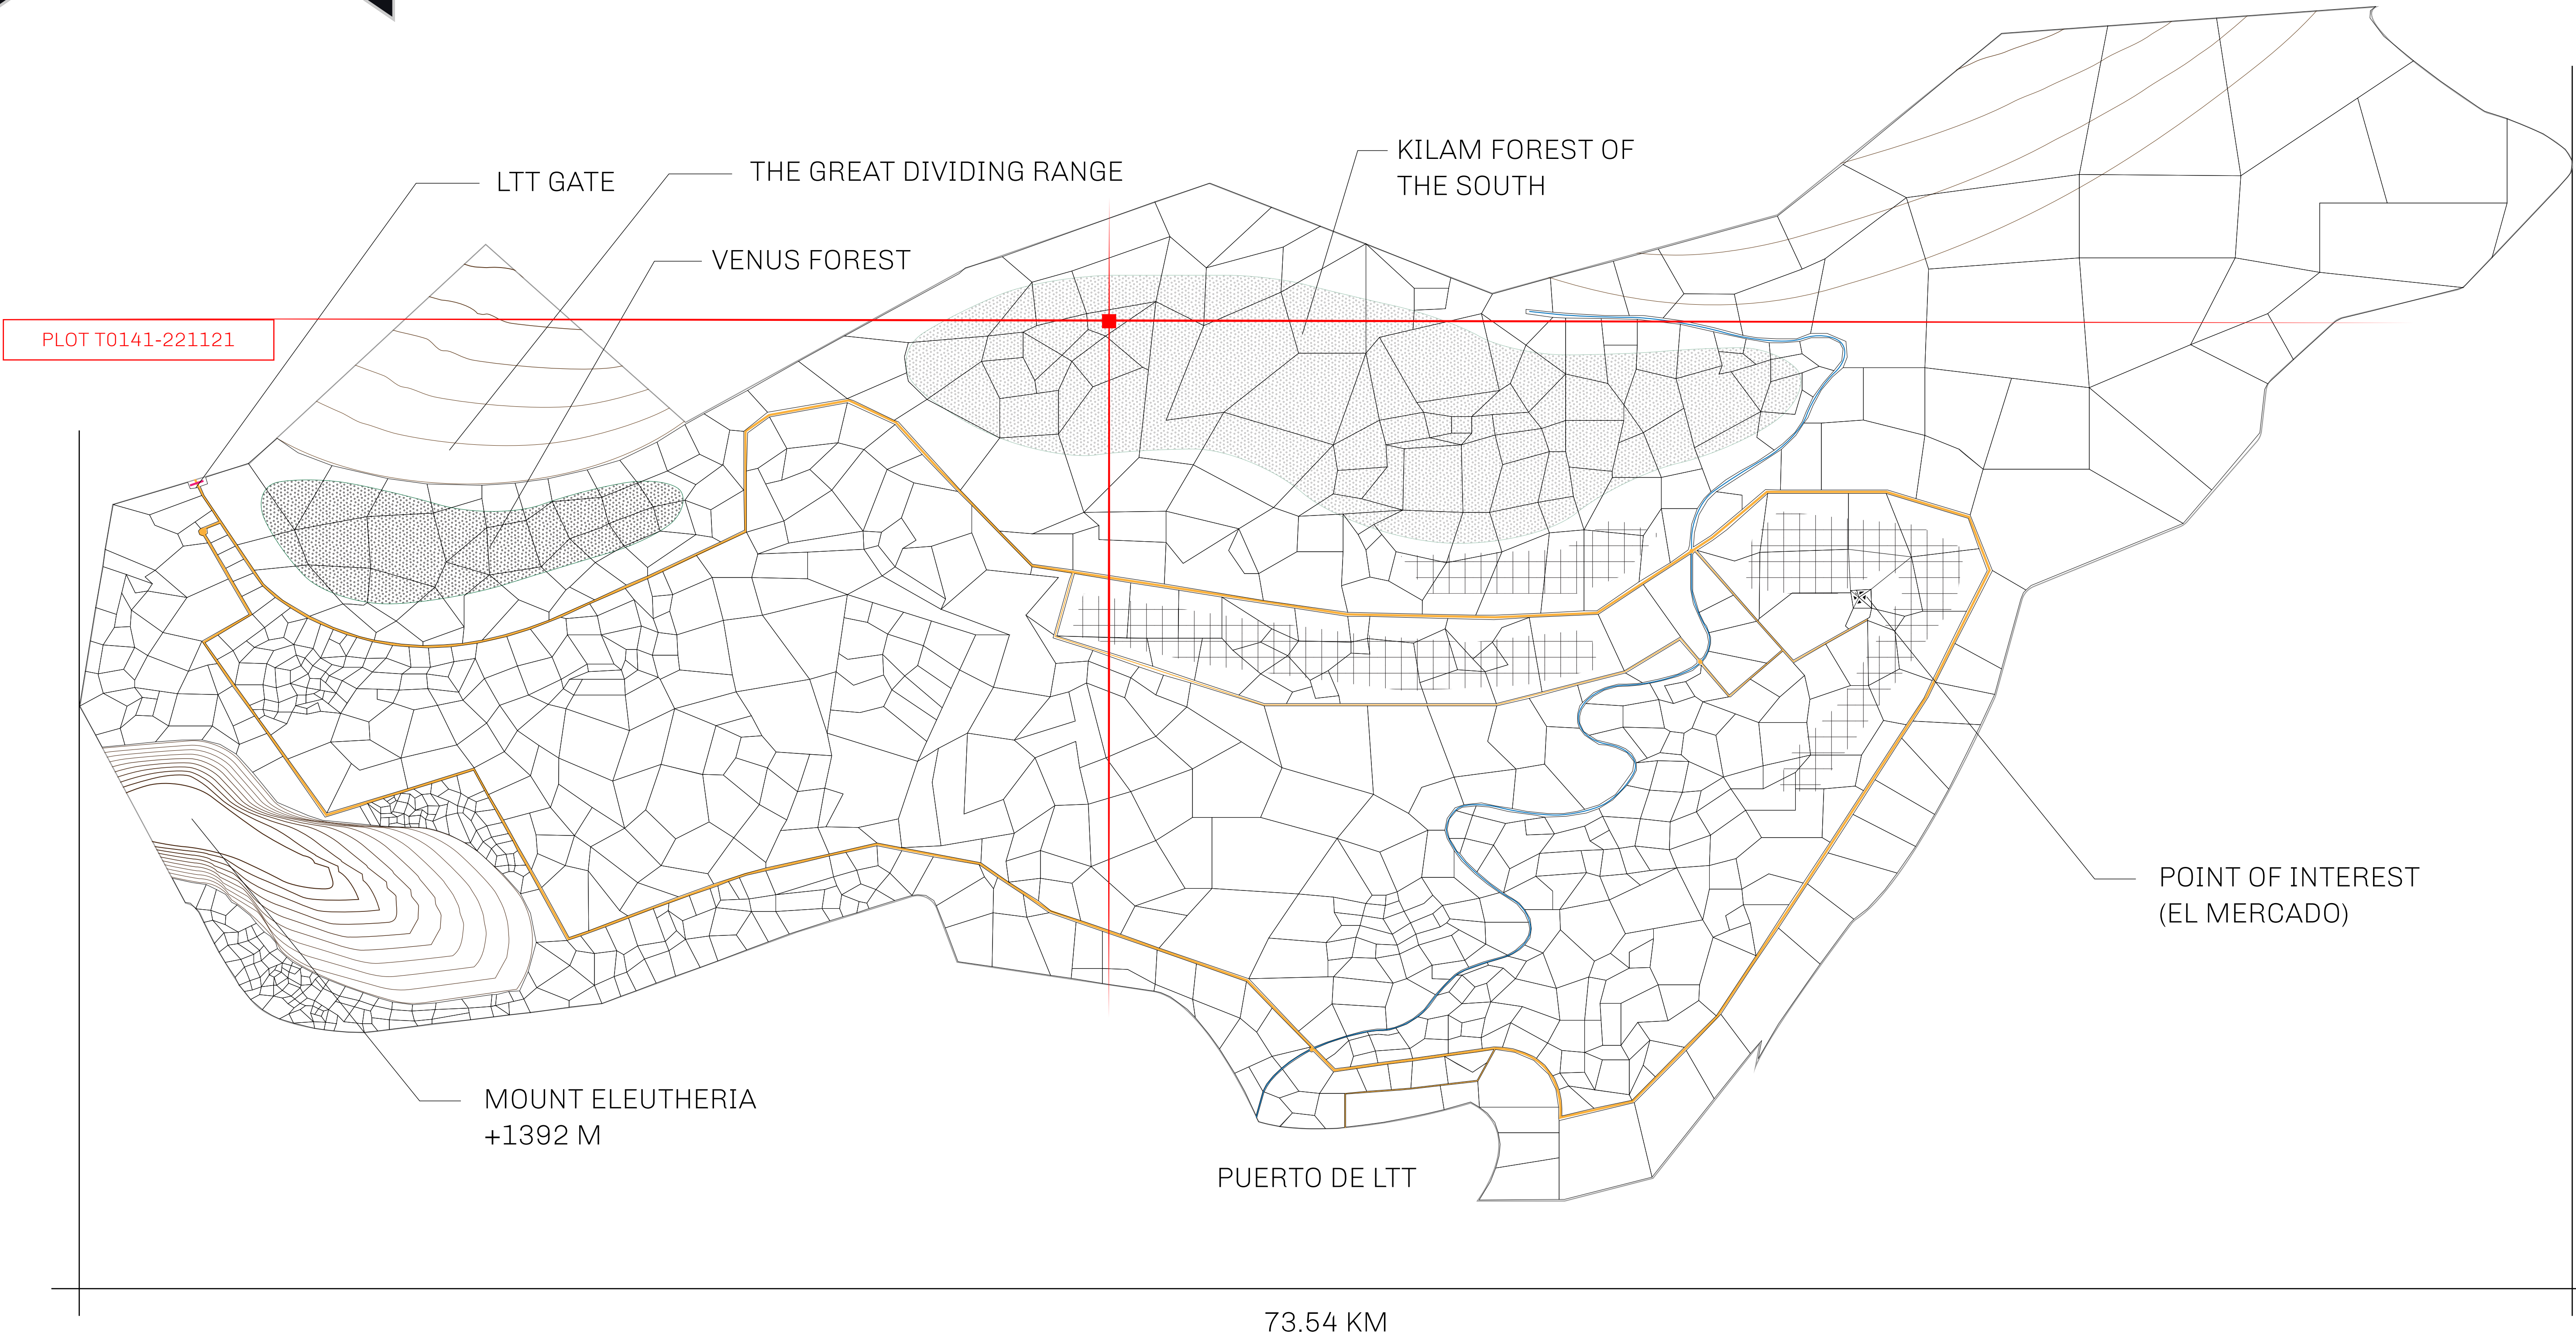 KILAM FOREST OF
THE SOUTH
THE GREAT DIVIDING RANGE
LTT GATE
VENUS FOREST
PLOT T0141-221121
POINT OF INTEREST
(EL MERCADO)
MOUNT ELEUTHERIA
+1392 M
PUERTO DE LTT
73.54 KM